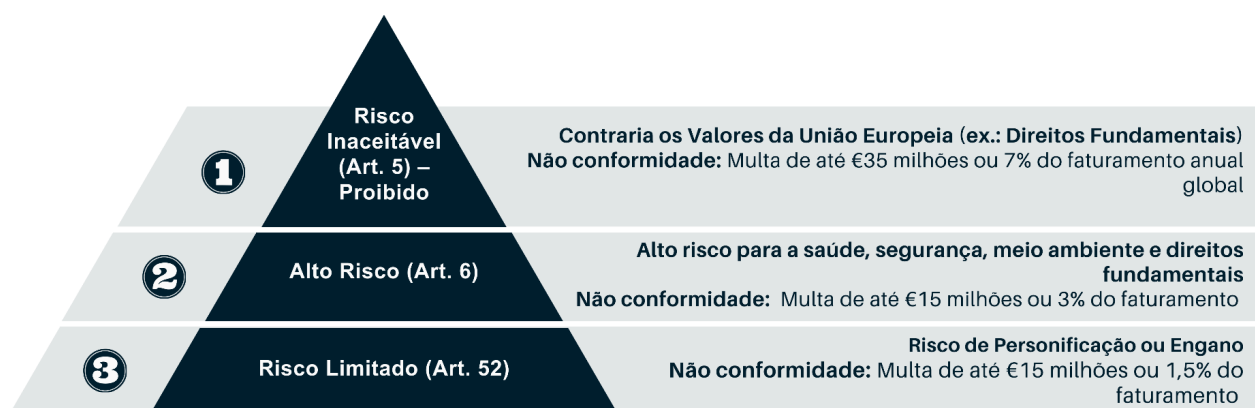 1
Risco
Inaceitável
(Art. 5) –
Proibido
Contraria os Valores da União Europeia (ex.: Direitos Fundamentais)
Não conformidade: Multa de até €35 milhões ou 7% do faturamento anual
global
2
Alto Risco (Art. 6)
Alto risco para a saúde, segurança, meio ambiente e direitos
fundamentais
Não conformidade: Multa de até €15 milhões ou 3% do faturamento
3
Risco Limitado (Art. 52)
Risco de Personificação ou Engano
Não conformidade: Multa de até €15 milhões ou 1,5% do
faturamento